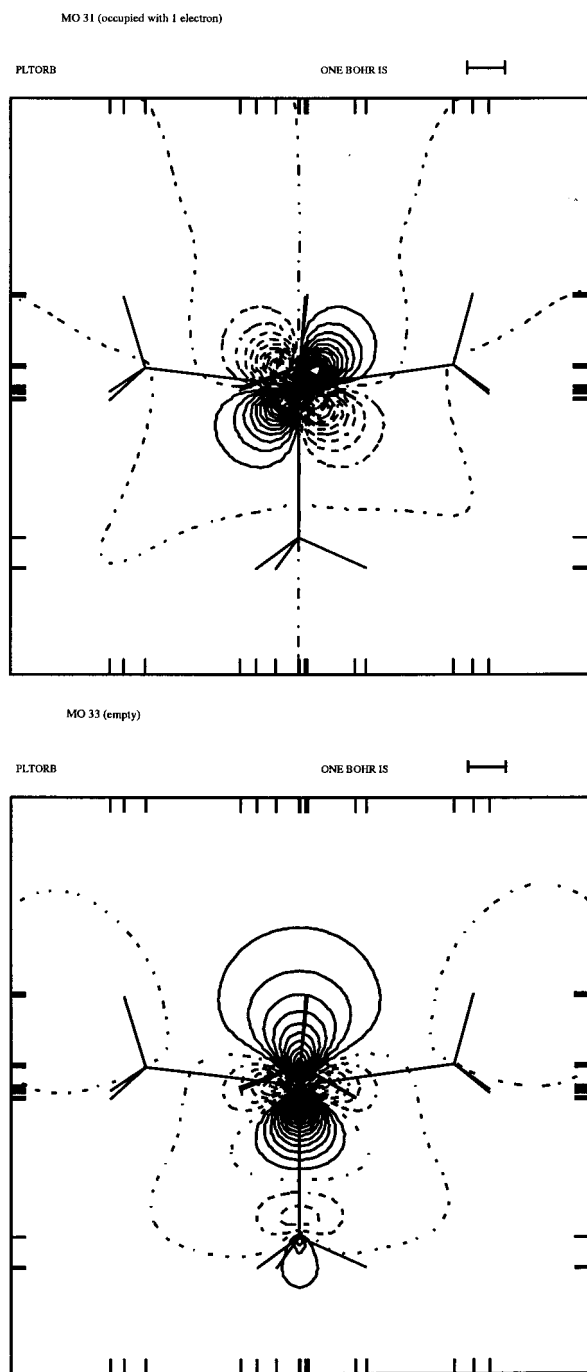 MO 31 (occupied with 1 electron)
PLTORB ONE BOHR IS
MO 33 (empty)
PLTORB ONE BOHR IS